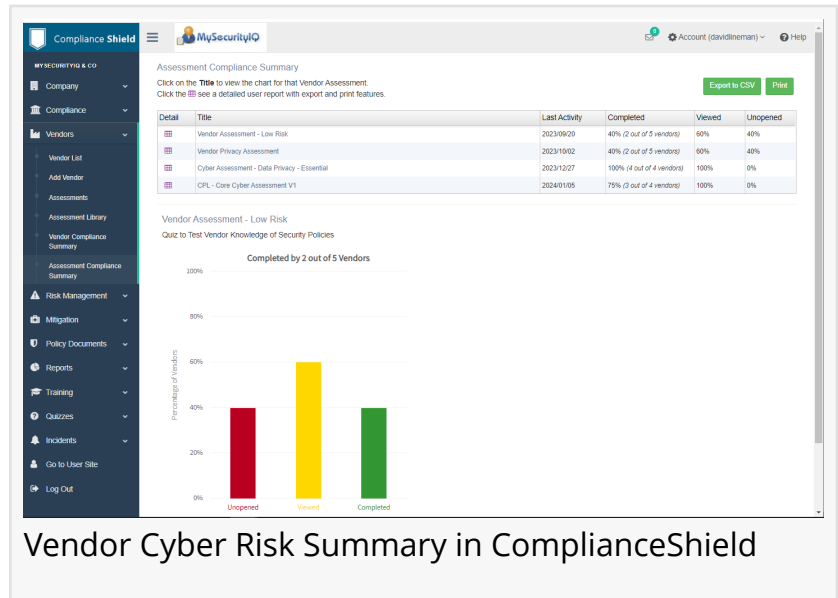 Compliance Shield
MySecurityIQ
0
Account (davidlineman)
Help
MYSECURITYIQ & CO
Company
Compliance
Vendors
Vendor List
Add Vendor
Assessments
Assessment Library
Vendor Compliance
Summary
Assessment Compliance
Summary
Risk Management
Mitigation
Policy Documents
Reports
Training
Quizzes
Incidents
Go to User Site
Log Out
Assessment Compliance Summary
Click on the Title to view the chart for that Vendor Assessment.
Click the see a detailed user report with export and print features.
Export to CSV
Print
Detail Title Last Activity Completed Viewed Unopened
Vendor Assessment - Low Risk 2023/09/20 40% (2 out of 5 vendors) 60% 40%
Vendor Privacy Assessment 2023/10/02 40% (2 out of 5 vendors) 60% 40%
Cyber Assessment - Data Privacy - Essential 2023/12/27 100% (4 out of 4 vendors) 100% 0%
CPL - Core Cyber Assessment V1 2024/01/05 75% (3 out of 4 vendors) 100% 0%
Vendor Assessment - Low Risk
Quiz to Test Vendor Knowledge of Security Policies
Completed by 2 out of 5 Vendors
Percentage of Vendors
100%
80%
60%
40%
20%
0%
Unopened Viewed Completed
Vendor Cyber Risk Summary in ComplianceShield